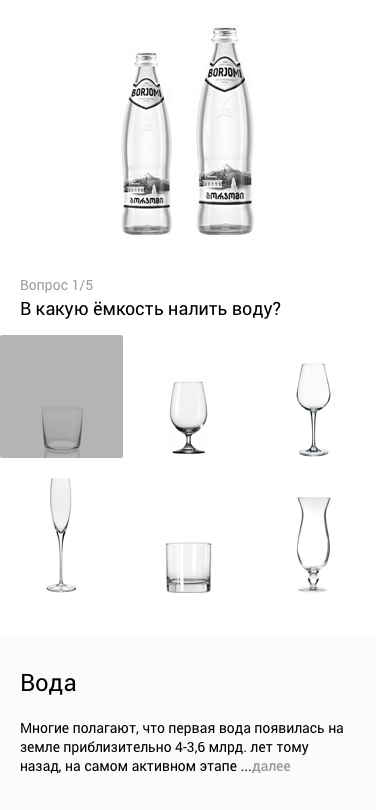 BORJOMI
BORJOMI
ბორჯომი
ბორჯომი
Вопрос 1/5
В какую ёмкость налить воду?
Вода
Многие полагают, что первая вода появилась на
земле приблизительно 4-3,6 млрд. лет тому
назад, на самом активном этапе ...далее